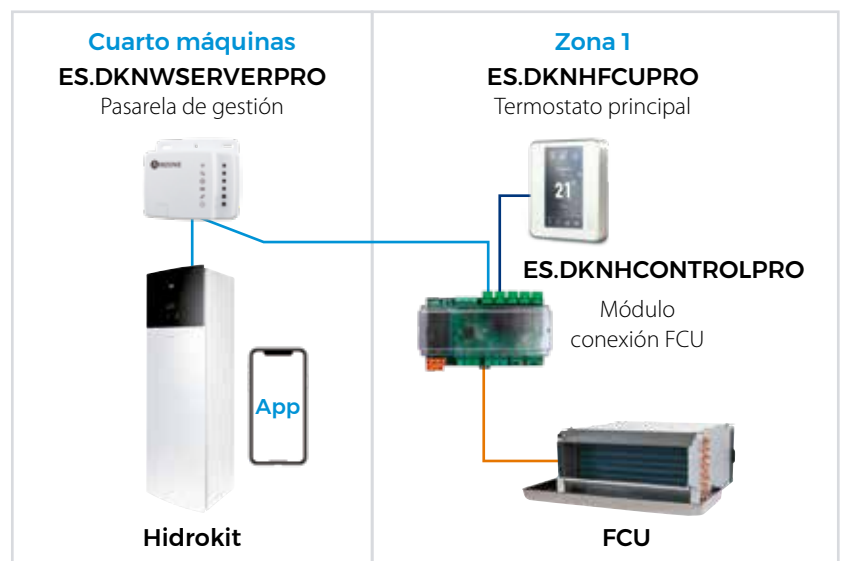 Cuarto máquinas
ES.DKNWSERVERPRO
Pasarela de gestión
App
Hidrokit
Zona 1
ES.DKNHFCUPRO
Termostato principal
21
ES.DKNHCONTROLPRO
Módulo
conexión FCU
FCU